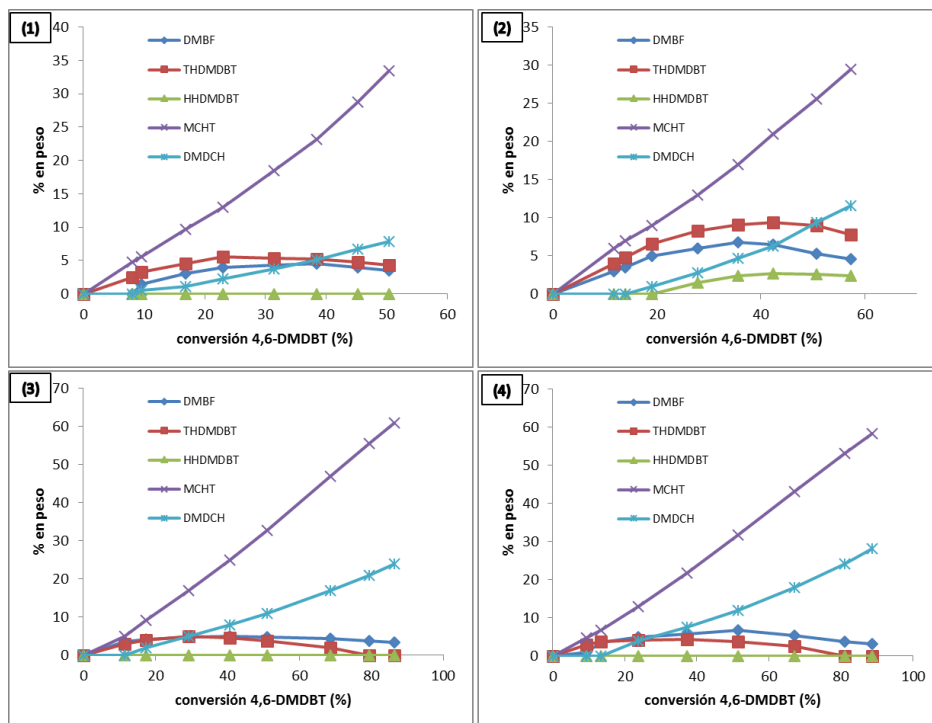 (1)
40
35
30
25
20
15
10
5
0
% en peso
DMBF
THDMDBT
HHDMDBT
MCHT
DMDCH
0 10 20 30 40 50 60
conversión 4,6-DMDBT (%)
(2)
35
30
25
20
15
10
5
0
% en peso
DMBF
THDMDBT
HHDMDBT
MCHT
DMDCH
0 20 40 60
conversión 4,6-DMDBT (%)
(3)
70
60
50
40
30
20
10
0
% en peso
DMBF
THDMDBT
HHDMDBT
MCHT
DMDCH
0 20 40 60 80 100
conversión 4,6-DMDBT (%)
(4)
70
60
50
40
30
20
10
0
% en peso
DMBF
THDMDBT
HHDMDBT
MCHT
DMDCH
0 20 40 60 80 100
conversión 4,6-DMDBT (%)